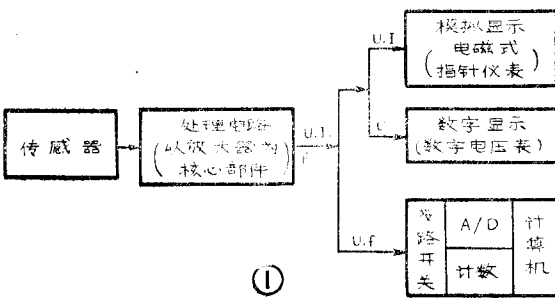 传感器
处理电路
(以放大器为
核心部件)
U.I.
f
U.I
U
U.f
模拟显示
(电磁式
指针仪表)
数字显示
(数字电压表)
多路开关
A/D
计数
计算机
①